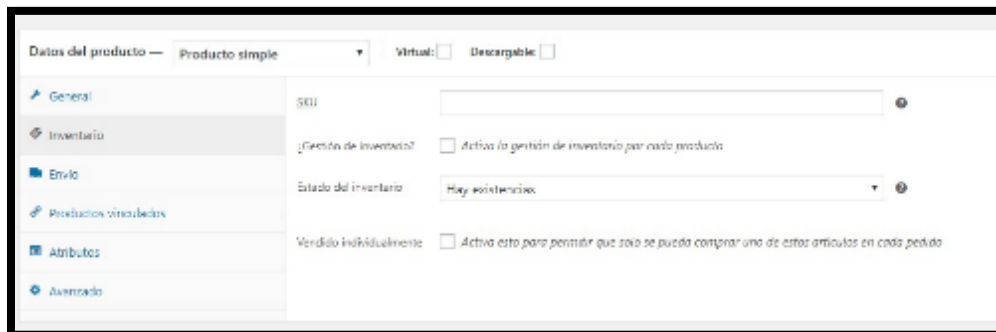 Datos del producto — Producto simple Virtual: Descargable:
General
SKU
Inventario
¿Gestión de inventario? Activa la gestión de inventario por cada producto
Envío
Estado del inventario Hay existencias
Productos vinculados
Vendido individualmente Activa esto para permitir que solo se pueda comprar uno de estos artículos en cada pedido
Atributos
Avanzado